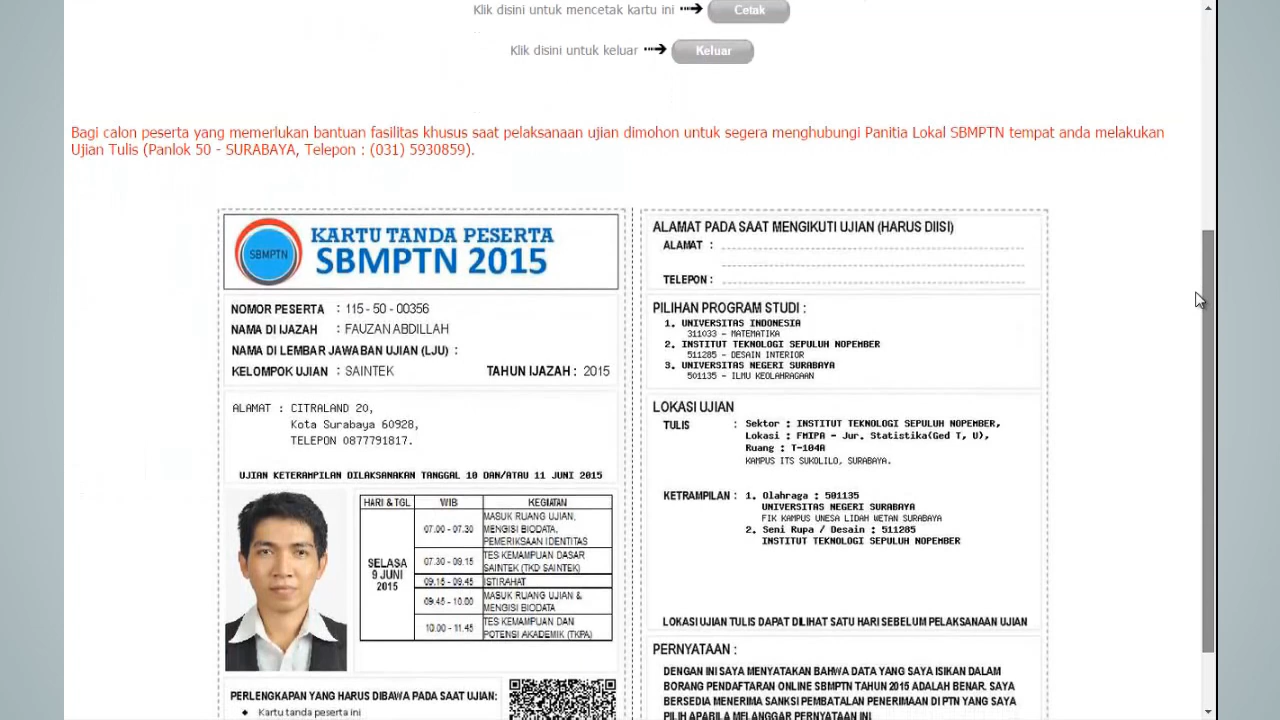 Klik disini untuk mencetak kartu ini
Cetak
Klik disini untuk keluar
Keluar
Bagi calon peserta yang memerlukan bantuan fasilitas khusus saat pelaksanaan ujian dimohon untuk segera menghubungi Panitia Lokal SBMPTN tempat anda melakukan
Ujian Tulis (Panlok 50 - SURABAYA, Telepon : (031) 5930859).
SBMPTN
KARTU TANDA PESERTA
SBMPTN 2015
NOMOR PESERTA : 115 - 50 - 00356
NAMA DI IJAZAH : FAUZAN ABDILLAH
NAMA DI LEMBAR JAWABAN UJIAN (LJU) :
KELOMPOK UJIAN : SAINTEK TAHUN IJAZAH : 2015
ALAMAT : CITRALAND 20,
Kota Surabaya 60928,
TELEPON 0877791817.
UJIAN KETERAMPILAN DILAKSANAKAN TANGGAL 10 DAN/ATAU 11 JUNI 2015
HARI & TGL WIB KEGIATAN
SELASA
9 JUNI
2015
07.00 - 07.30 MASUK RUANG UJIAN,
MENGISI BIODATA,
PEMERIKSAAN IDENTITAS
07.30 - 09.15 TES KEMAMPUAN DASAR
SAINTEK (TKD SAINTEK)
09.15 - 09.45 ISTIRAHAT
09.45 - 10.00 MASUK RUANG UJIAN &
MENGISI BIODATA
10.00 - 11.45 TES KEMAMPUAN DAN
POTENSI AKADEMIK (TKPA)
PERLENGKAPAN YANG HARUS DIBAWA PADA SAAT UJIAN:
◆ Kartu tanda peserta ini
ALAMAT PADA SAAT MENGIKUTI UJIAN (HARUS DIISI)
ALAMAT :
TELEPON :
PILIHAN PROGRAM STUDI :
1. UNIVERSITAS INDONESIA
311033 - MATEMATIKA
2. INSTITUT TEKNOLOGI SEPULUH NOPEMBER
511285 - DESAIN INTERIOR
3. UNIVERSITAS NEGERI SURABAYA
501135 - ILMU KEOLAHRAGAAN
LOKASI UJIAN
TULIS : Sektor : INSTITUT TEKNOLOGI SEPULUH NOPEMBER,
Lokasi : FMIPA - Jur. Statistika(Ged T, U),
Ruang : T-104A
KAMPUS ITS SUKOLILO, SURABAYA.
KETRAMPILAN : 1. Olahraga : 501135
UNIVERSITAS NEGERI SURABAYA
FIK KAMPUS UNESA LIDAH WETAN SURABAYA
2. Seni Rupa / Desain : 511285
INSTITUT TEKNOLOGI SEPULUH NOPEMBER
LOKASI UJIAN TULIS DAPAT DILIHAT SATU HARI SEBELUM PELAKSANAAN UJIAN
PERNYATAAN :
DENGAN INI SAYA MENYATAKAN BAHWA DATA YANG SAYA ISIKAN DALAM
BORANG PENDAFTARAN ONLINE SBMPTN TAHUN 2015 ADALAH BENAR. SAYA
BERSEDIA MENERIMA SANKSI PEMBATALAN PENERIMAAN DI PTN YANG SAYA
PILIH APABILA MELANGGAR PERNYATAAN INI.